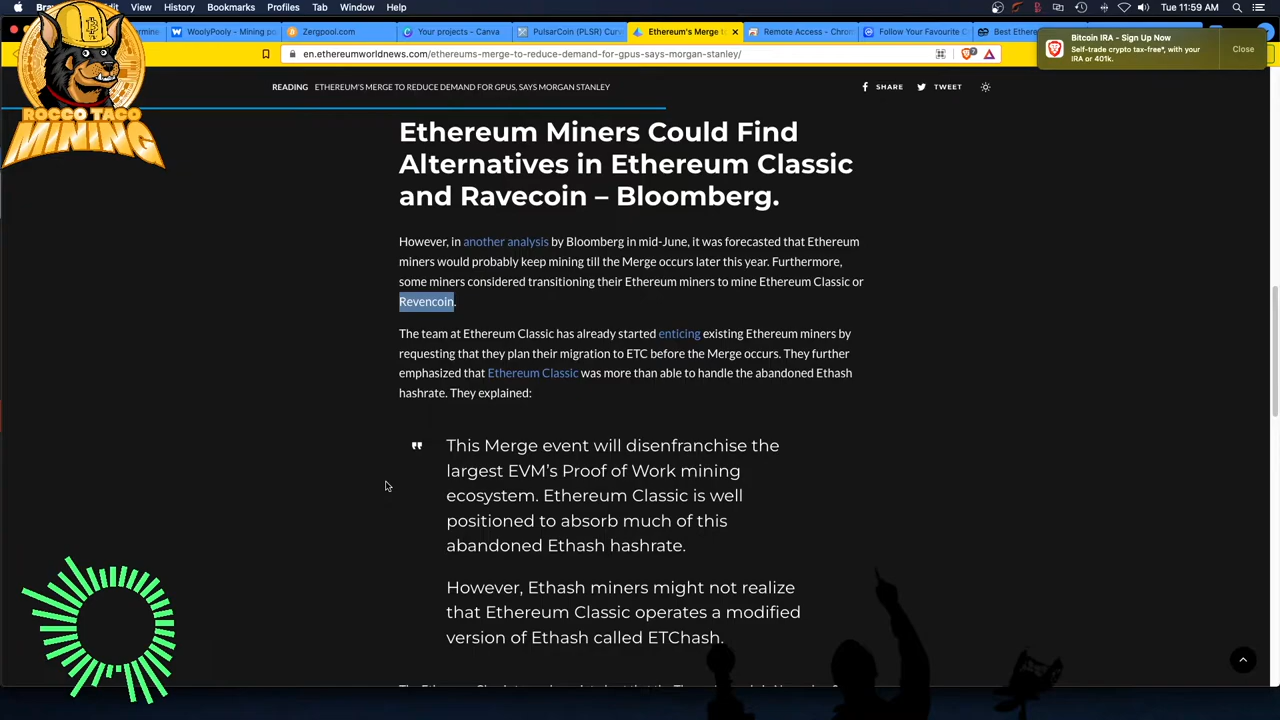 View
History
Bookmarks
Profiles
Tab
Window
Help
Tue 11:59 AM
WoolyPooly - Mining po
Zergpool.com
Your projects - Canva
PulsarCoin (PLSR) Cur
Ethereum's Merge t
Remote Access - Chrom
Follow Your Favourite C
Best Ethere
en.ethereumworldnews.com/ethereums-merge-to-reduce-demand-for-gpus-says-morgan-stanley/
Bitcoin IRA - Sign Up Now
Self-trade crypto tax-free*, with your
IRA or 401k.
Close
READING ETHEREUM'S MERGE TO REDUCE DEMAND FOR GPUS, SAYS MORGAN STANLEY
SHARE
TWEET
ROCCO TACO
MINING
Ethereum Miners Could Find
Alternatives in Ethereum Classic
and Ravecoin – Bloomberg.
However, in another analysis by Bloomberg in mid-June, it was forecasted that Ethereum
miners would probably keep mining till the Merge occurs later this year. Furthermore,
some miners considered transitioning their Ethereum miners to mine Ethereum Classic or
Revencoin.
The team at Ethereum Classic has already started enticing existing Ethereum miners by
requesting that they plan their migration to ETC before the Merge occurs. They further
emphasized that Ethereum Classic was more than able to handle the abandoned Ethash
hashrate. They explained:
This Merge event will disenfranchise the
largest EVM's Proof of Work mining
ecosystem. Ethereum Classic is well
positioned to absorb much of this
abandoned Ethash hashrate.
However, Ethash miners might not realize
that Ethereum Classic operates a modified
version of Ethash called ETChash.